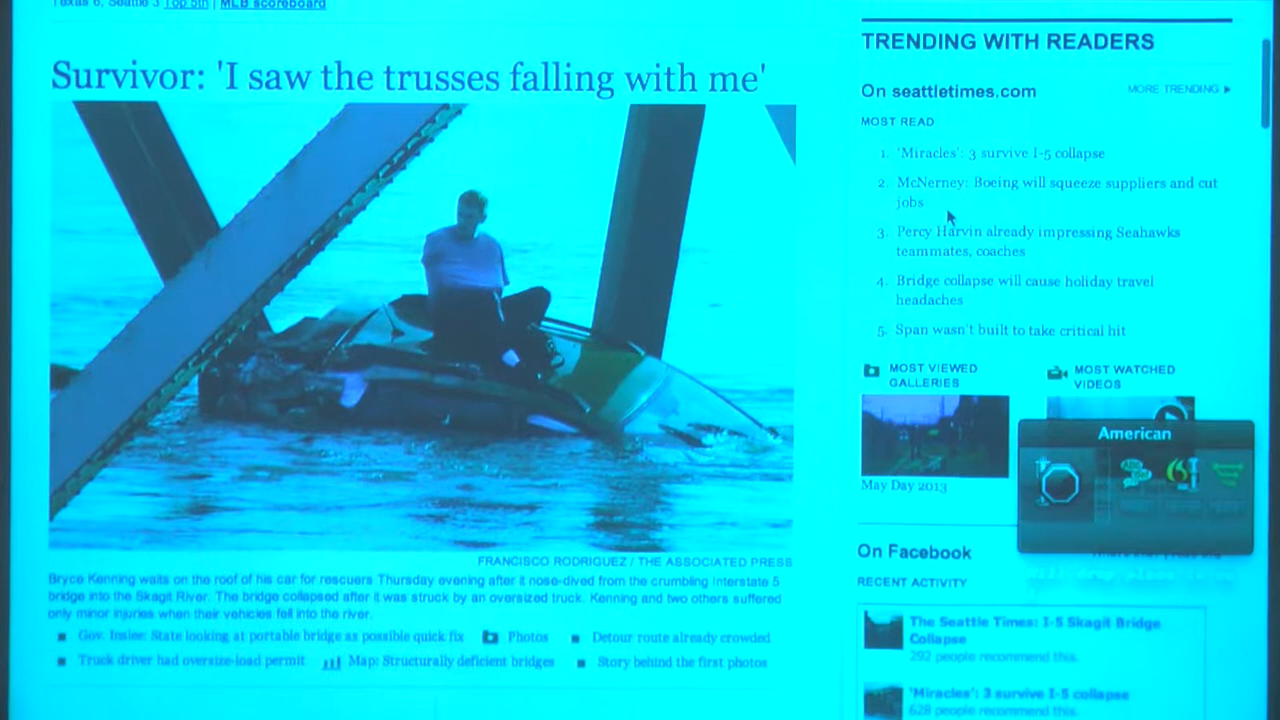 Texas 6, Seattle 3 Top 5th | MLB scoreboard
Survivor: 'I saw the trusses falling with me'
FRANCISCO RODRIGUEZ / THE ASSOCIATED PRESS
Bryce Kenning waits on the roof of his car for rescuers Thursday evening after it nose-dived from the crumbling Interstate 5
bridge into the Skagit River. The bridge collapsed after it was struck by an oversized truck. Kenning and two others suffered
only minor injuries when their vehicles fell into the river.
Gov. Inslee: State looking at portable bridge as possible quick fix
Photos
Detour route already crowded
Truck driver had oversize-load permit
Map: Structurally deficient bridges
Story behind the first photos
TRENDING WITH READERS
On seattletimes.com
MORE TRENDING
MOST READ
1. 'Miracles': 3 survive I-5 collapse
2. McNerney: Boeing will squeeze suppliers and cut
jobs
3. Percy Harvin already impressing Seahawks
teammates, coaches
4. Bridge collapse will cause holiday travel
headaches
5. Span wasn't built to take critical hit
MOST VIEWED
GALLERIES
MOST WATCHED
VIDEOS
May Day 2013
American
On Facebook
RECENT ACTIVITY
The Seattle Times: I-5 Skagit Bridge
Collapse
292 people recommend this.
'Miracles': 3 survive I-5 collapse
628 people recommend this.